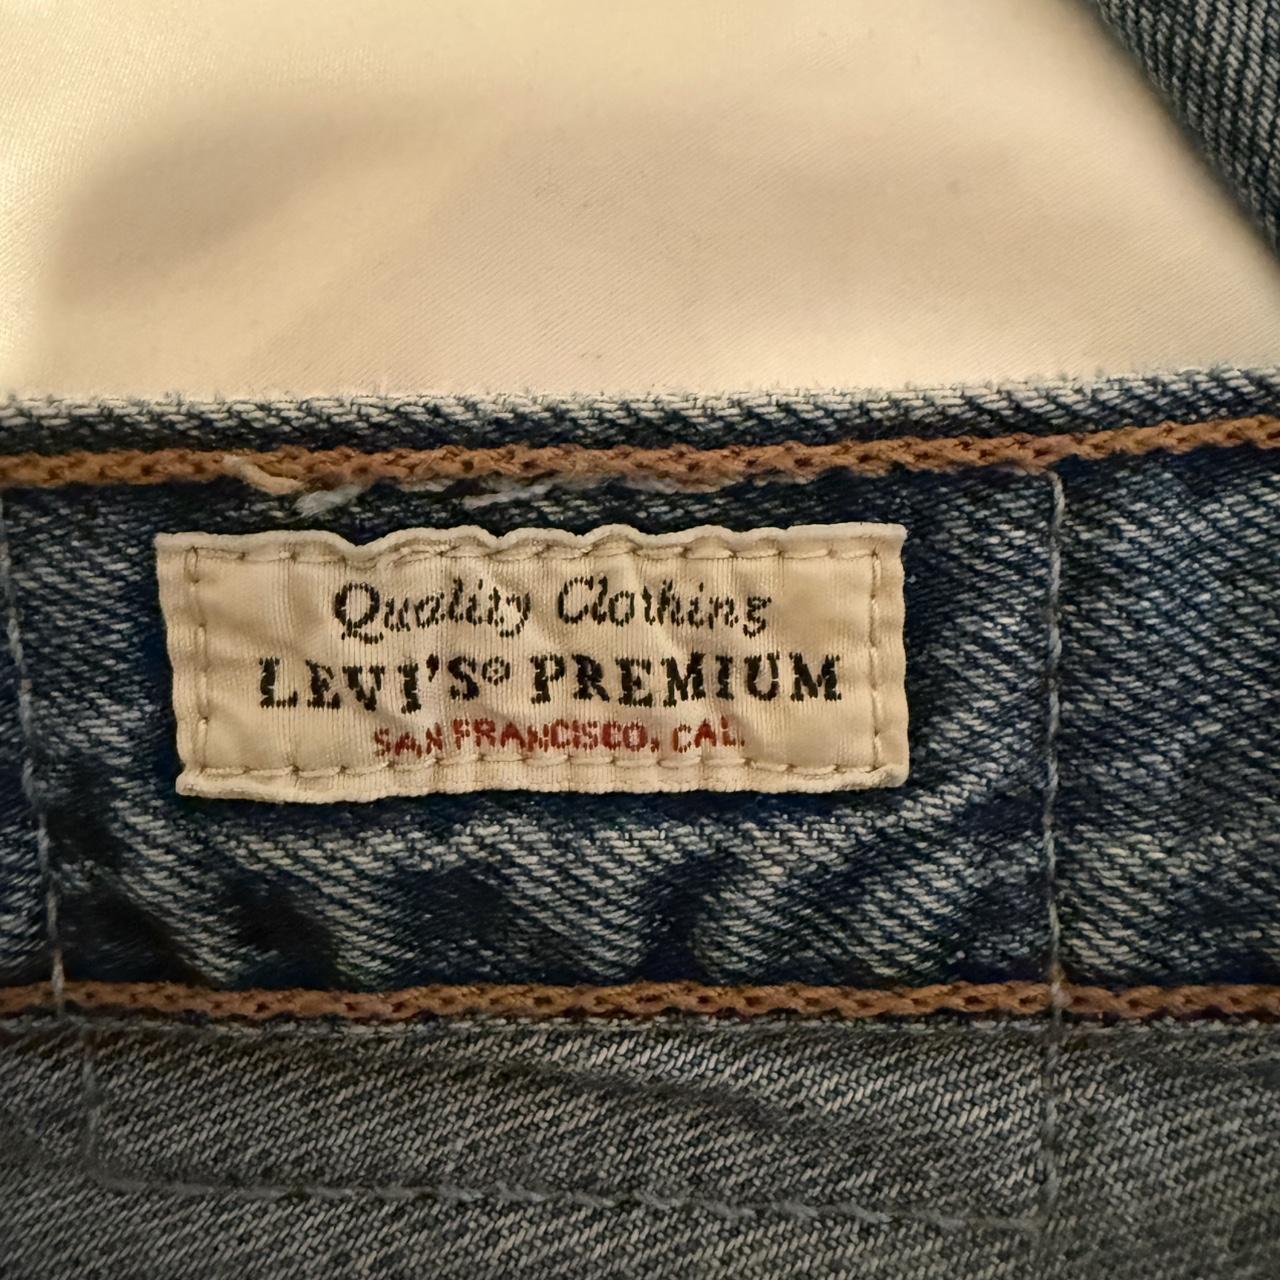 Quality Clothing
LEVI'S® PREMIUM
SAN FRANCISCO, CAL.